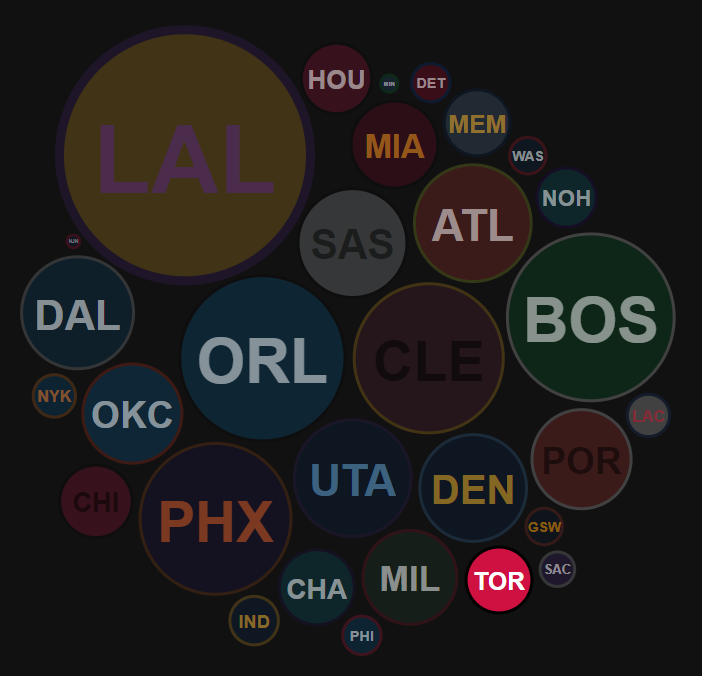 HOU
MIN
DET
LAL
MIA
MEM
WAS
NOH
SAS
ATL
NJN
DAL
ORL
CLE
BOS
NYK
OKC
LAC
CHI
PHX
UTA
DEN
POR
GSW
CHA
MIL
TOR
SAC
IND
PHI